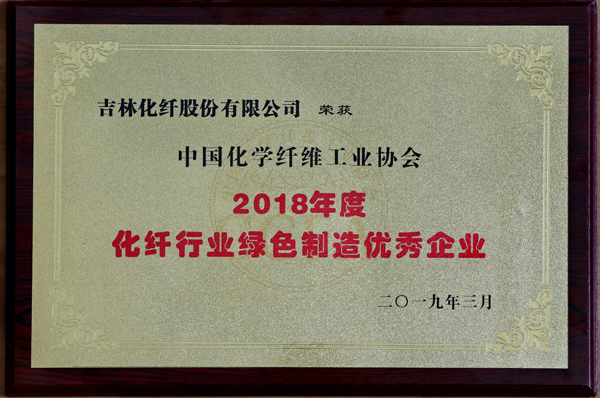 吉林化纤股份有限公司 荣获
中国化学纤维工业协会
2018年度
化纤行业绿色制造优秀企业
二〇一九年三月